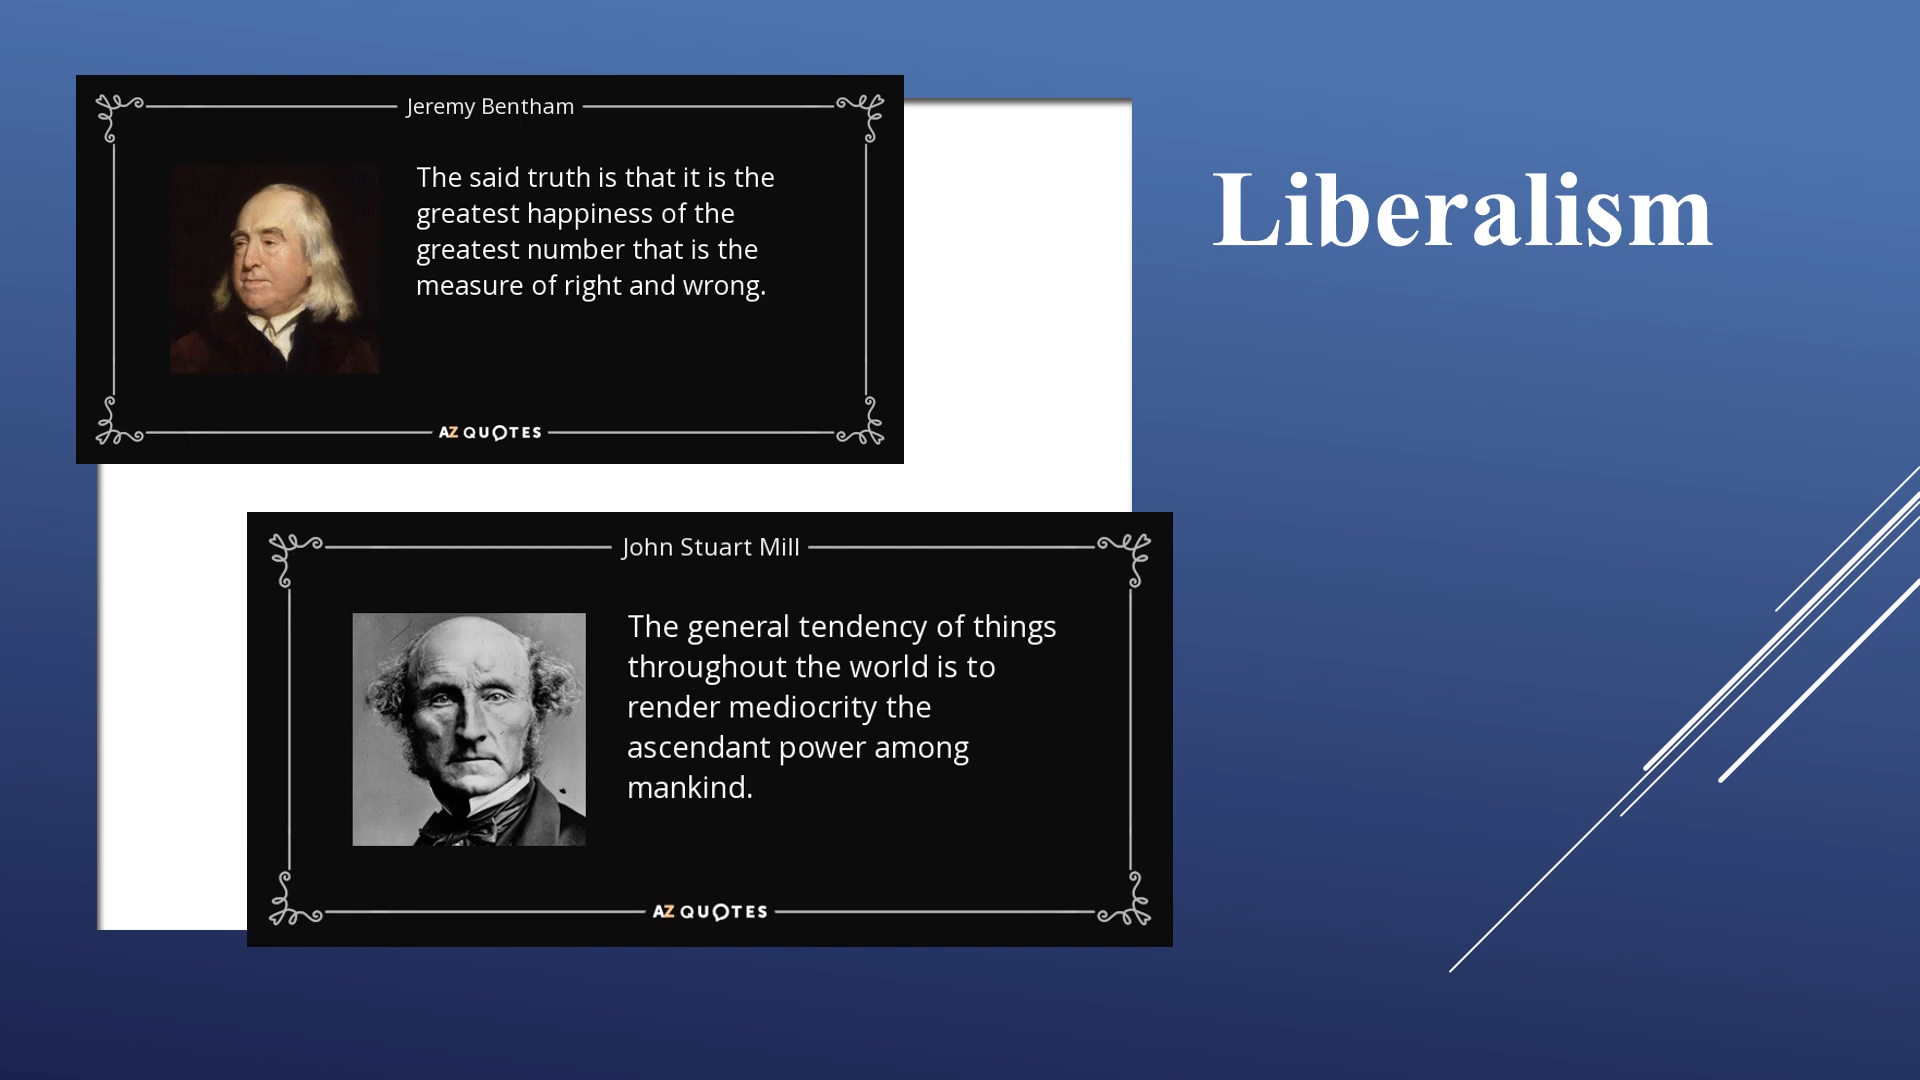 Jeremy Bentham
The said truth is that it is the
greatest happiness of the
greatest number that is the
measure of right and wrong.
AZ QUOTES
Liberalism
John Stuart Mill
The general tendency of things
throughout the world is to
render mediocrity the
ascendant power among
mankind.
AZ QUOTES